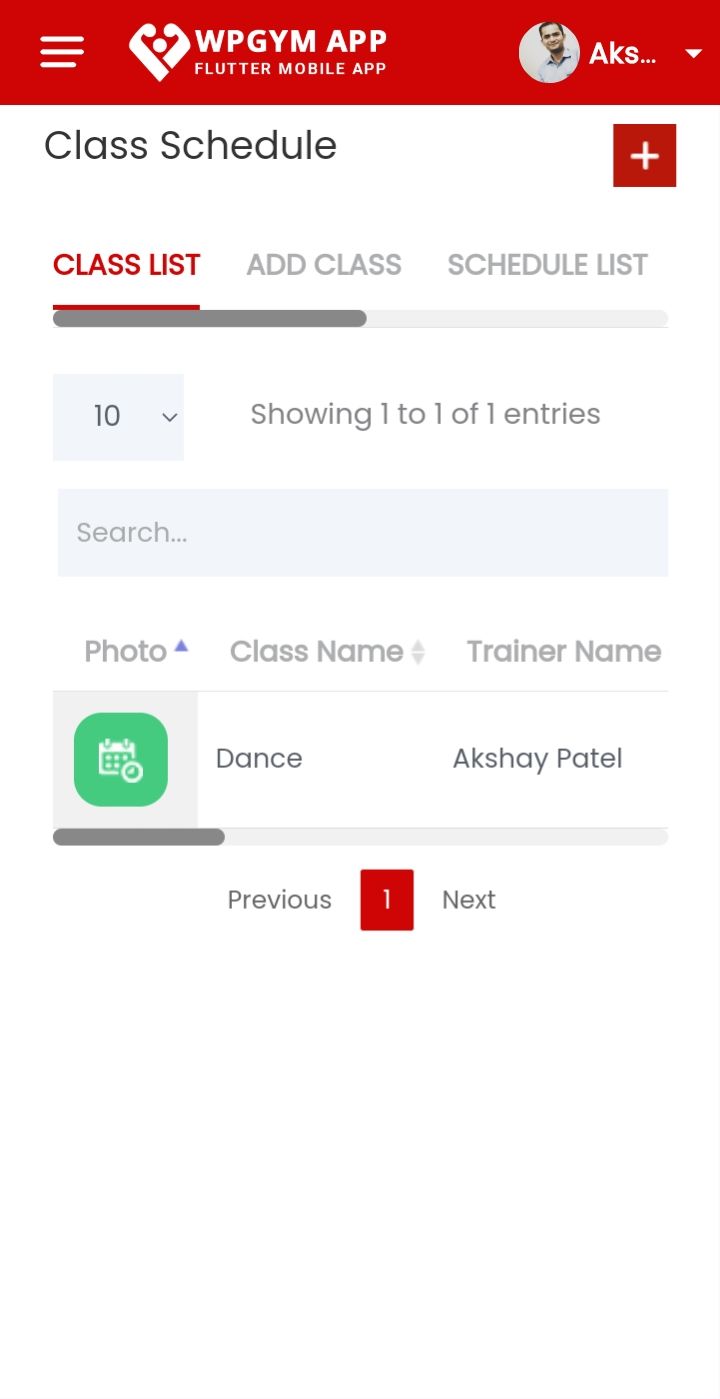 WPGYM APP
FLUTTER MOBILE APP
Aks...
Class Schedule
CLASS LIST ADD CLASS SCHEDULE LIST
10 Showing 1 to 1 of 1 entries
Search...
Photo Class Name Trainer Name
Dance Akshay Patel
Previous 1 Next